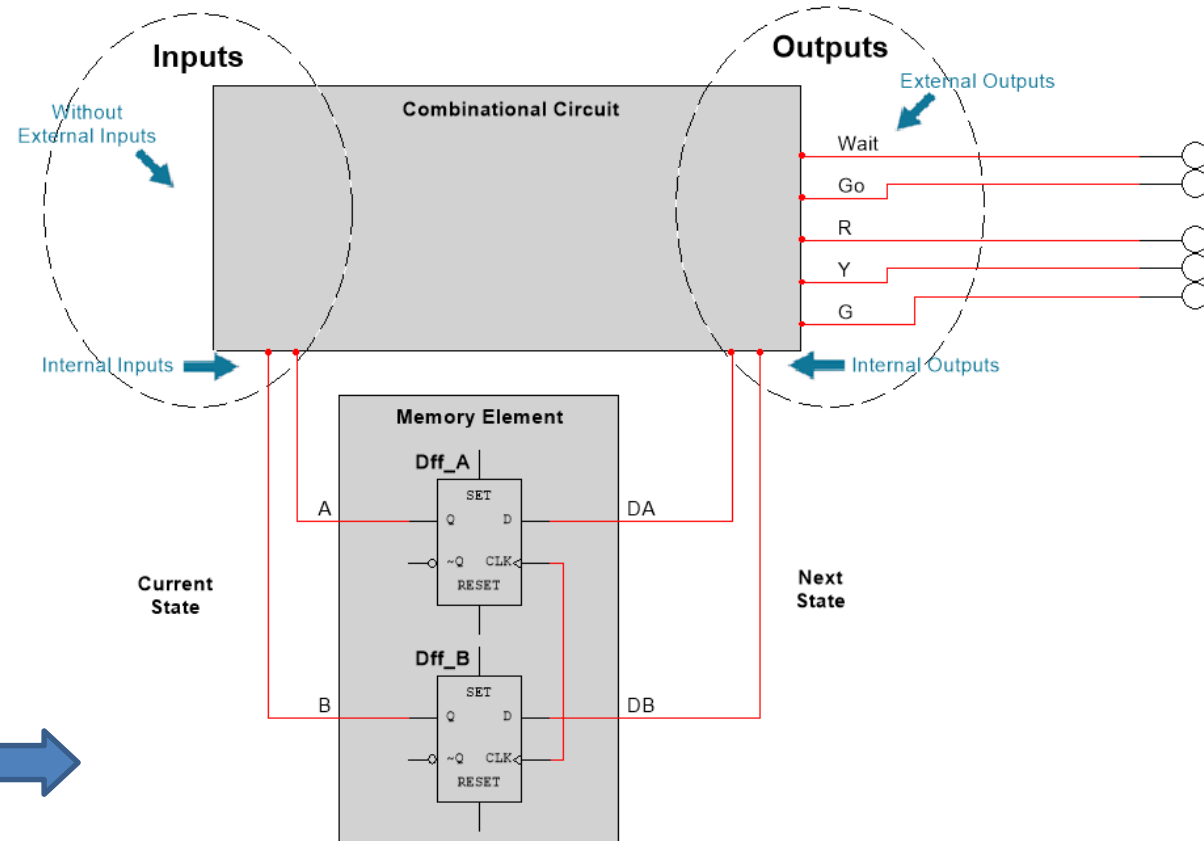 Inputs
Outputs
Without
External Inputs
External Outputs
Combinational Circuit
Wait
Go
R
Y
G
Internal Inputs
Internal Outputs
Memory Element
Dff_A
SET
A
Q
D
DA
~Q
CLK
RESET
Current
State
Next
State
Dff_B
SET
B
Q
D
DB
~Q
CLK
RESET